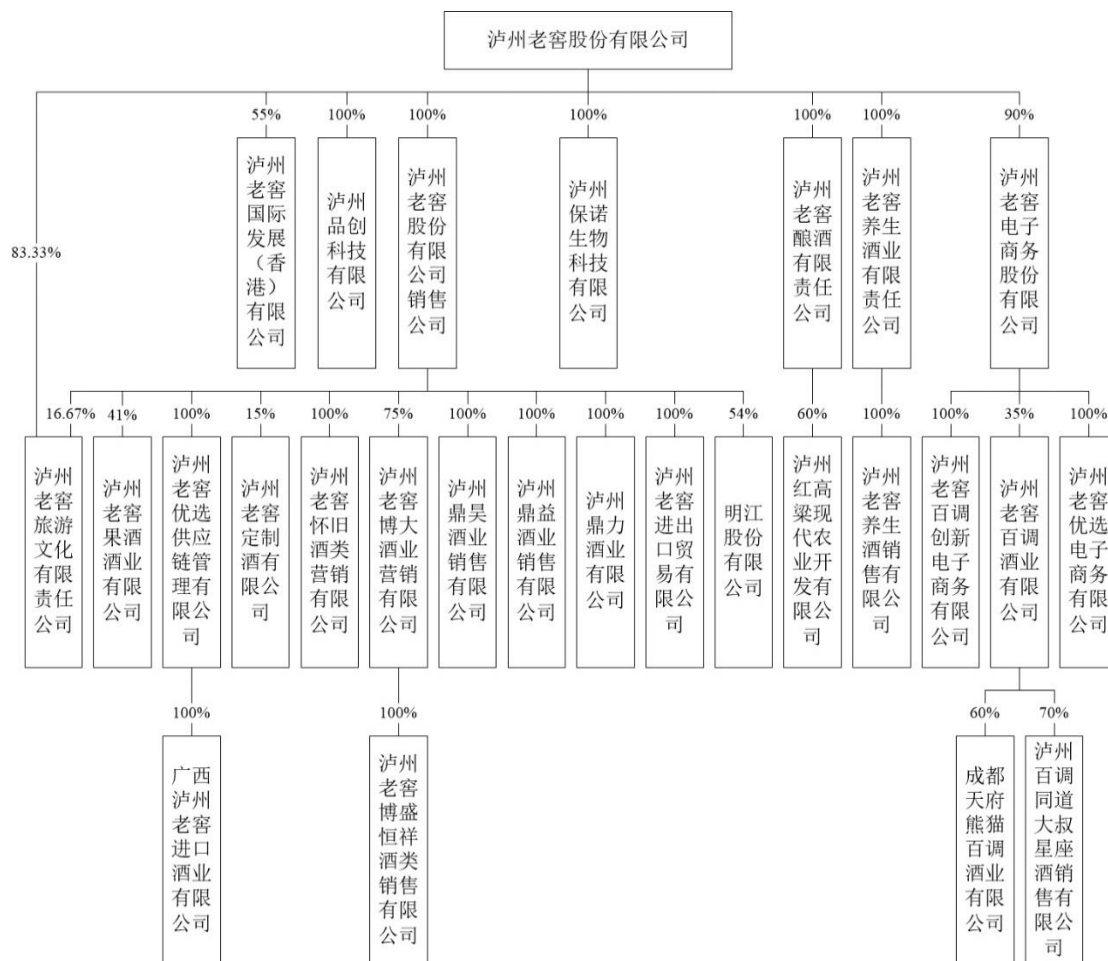 泸州老窖股份有限公司
83.33%
55%
泸州
老窖
国际
发展
（香
港）
有限
公司
100%
泸州
品创
科技
有限
公司
100%
泸州
老窖
股份
有限
公司
销售
公司
100%
泸州
保诺
生物
科技
有限
公司
100%
泸州
老窖
酿酒
有限
责任
公司
100%
泸州
老窖
养生
酒业
有限
责任
公司
90%
泸州
老窖
电子
商务
股份
有限
公司
16.67%
泸州
老窖
旅游
文化
有限
责任
公司
41%
泸州
老窖
果酒
酒业
有限
公司
100%
泸州
老窖
优选
供应
链管
理有
限公
司
15%
泸州
老窖
定制
酒有
限公
司
100%
泸州
老窖
怀旧
酒类
营销
有限
公司
75%
泸州
老窖
博大
酒业
营销
有限
公司
100%
泸州
鼎昊
酒业
销售
有限
公司
100%
泸州
鼎益
酒业
销售
有限
公司
100%
泸州
鼎力
酒业
有限
公司
100%
泸州
老窖
进出
口贸
易有
限公
司
54%
明江
股份
有限
公司
60%
泸州
红高
粱现
代农
业开
发有
限公
司
100%
泸州
老窖
养生
酒销
售有
限公
司
100%
泸州
老窖
百调
创新
电子
商务
有限
公司
35%
泸州
老窖
百调
酒业
有限
公司
100%
泸州
老窖
优选
电子
商务
有限
公司
100%
广西
泸州
老窖
进口
酒业
有限
公司
100%
泸州
老窖
博盛
恒祥
酒类
销售
有限
公司
60%
成都
天府
熊猫
百调
酒业
有限
公司
70%
泸州
百调
同道
大叔
星座
酒销
售有
限公
司